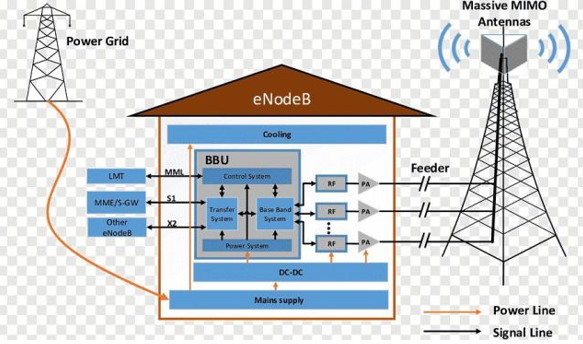 Massive MIMO
Antennas
Power Grid
eNodeB
Cooling
BBU
LMT
MML
Control System
MME/S-GW
S1
Other
eNodeB
X2
Transfer
System
Base Band
System
Power System
RF
PA
RF
PA
RF
PA
Feeder
DC-DC
Mains supply
Power Line
Signal Line